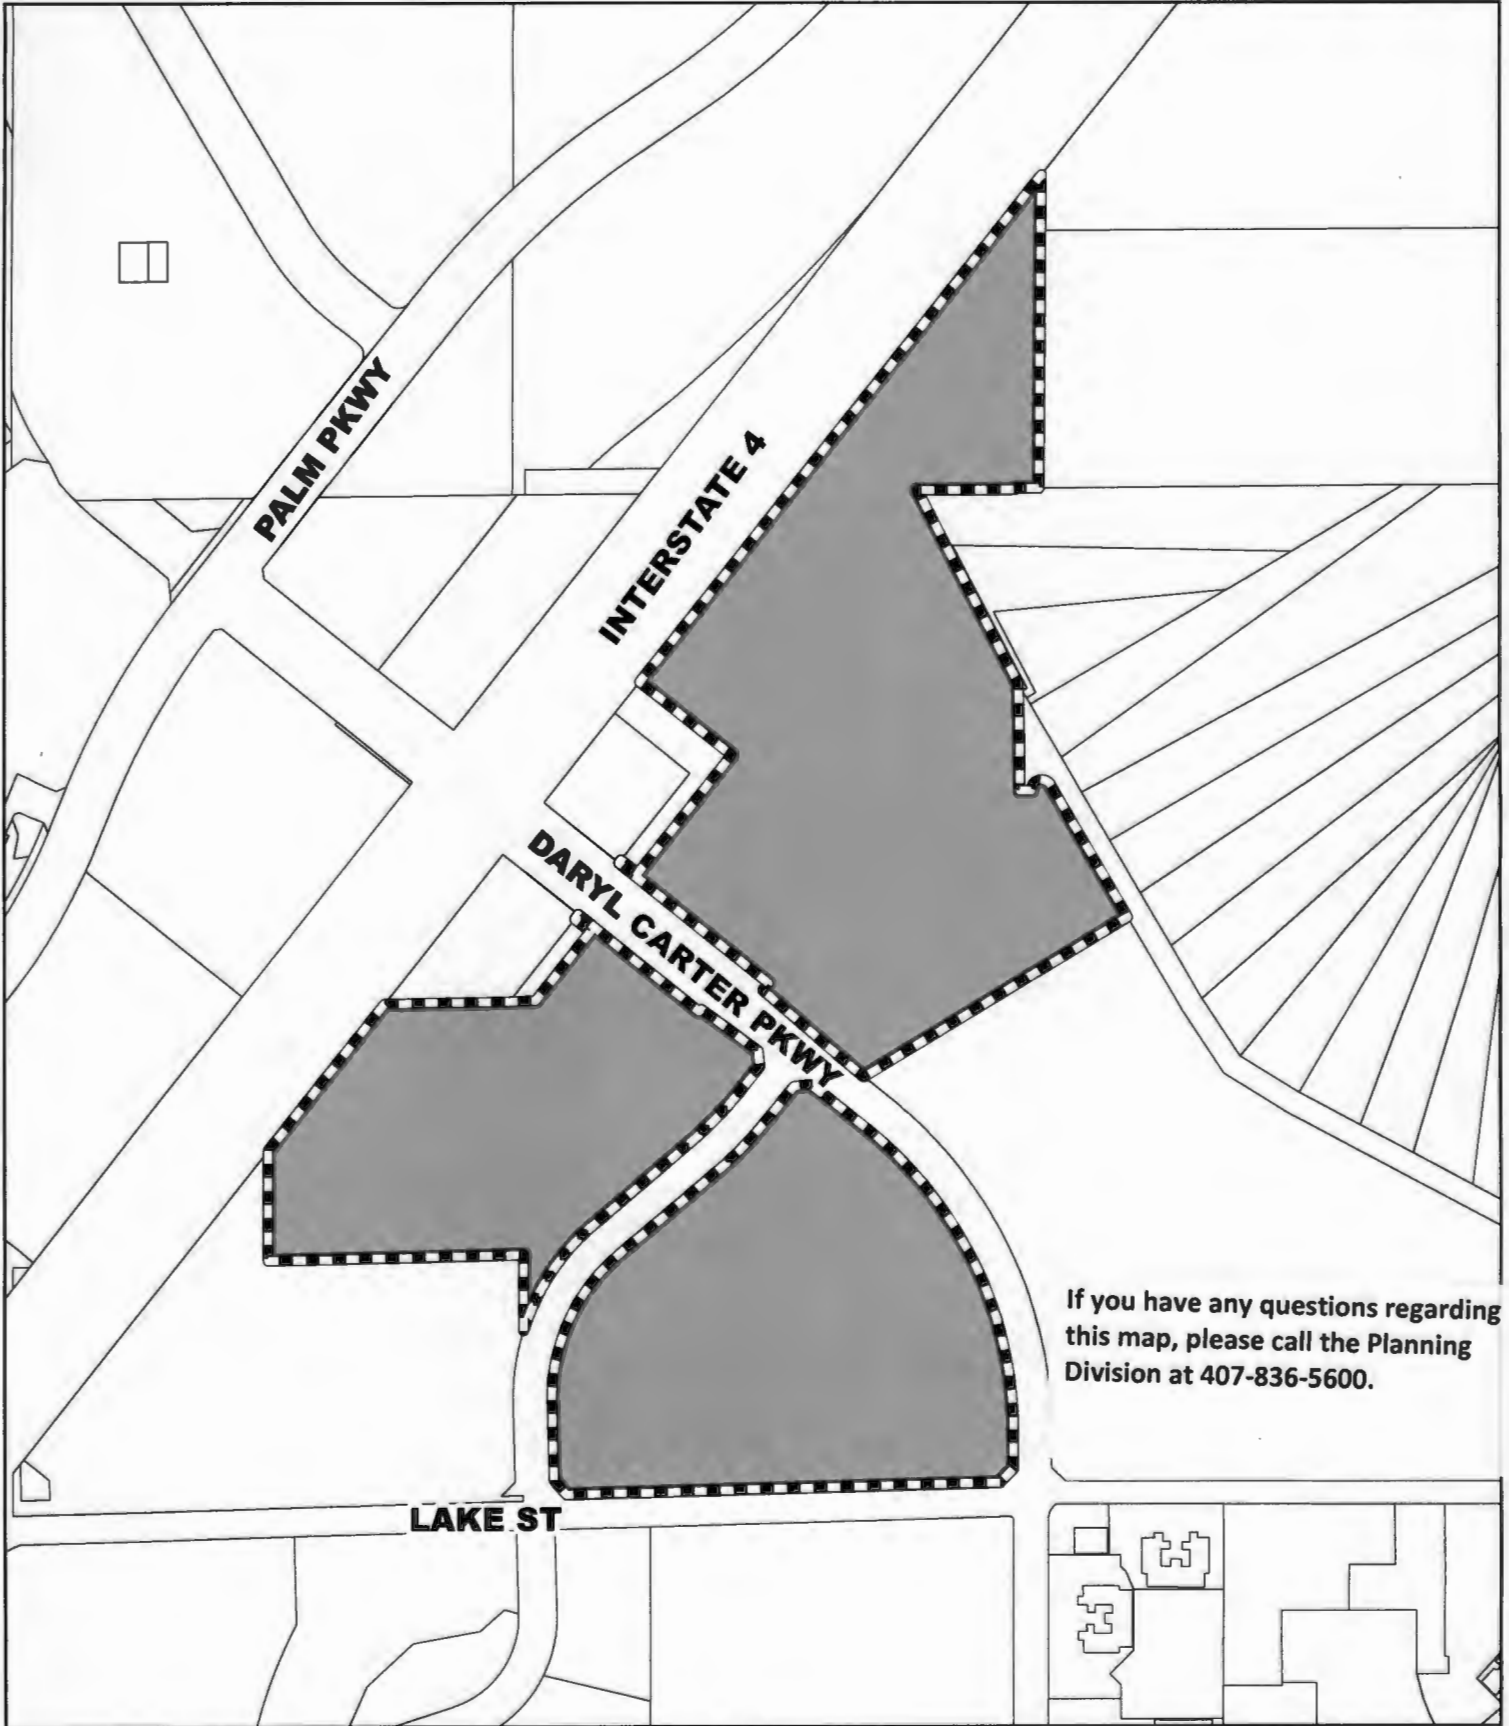 PALM PKWY
INTERSTATE 4
DARYL CARTER PKWY
If you have any questions regarding
this map, please call the Planning
Division at 407-836-5600.
LAKE ST